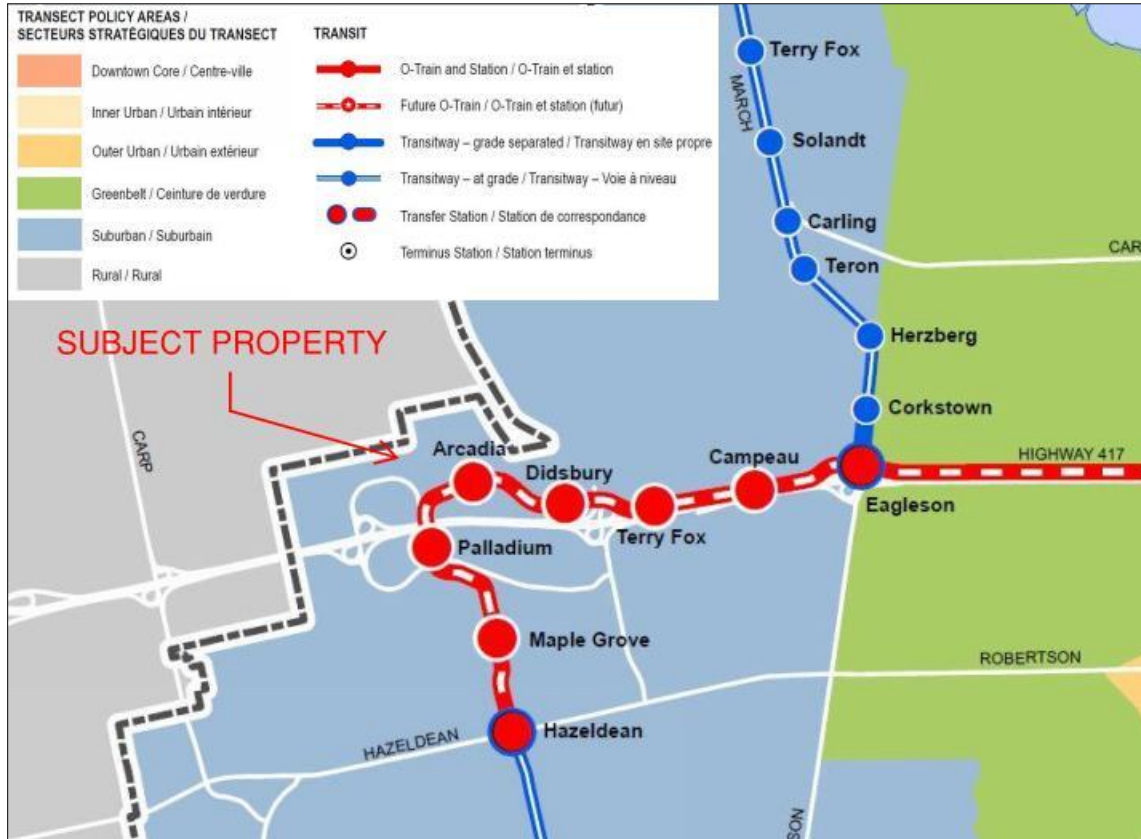 TRANSECT POLICY AREAS /
SECTEURS STRATÉGIQUES DU TRANSECT
Downtown Core / Centre-ville
Inner Urban / Urbain intérieur
Outer Urban / Urbain extérieur
Greenbelt / Ceinture de verdure
Suburban / Suburbain
Rural / Rural
TRANSIT
O-Train and Station / O-Train et station
Future O-Train / O-Train et station (futur)
Transitway – grade separated / Transitway en site propre
Transitway – at grade / Transitway – Voie à niveau
Transfer Station / Station de correspondance
Terminus Station / Station terminus
Terry Fox
MARCH
Solandt
Carling
CAR
Teron
SUBJECT PROPERTY
Herzberg
Corkstown
CARP
Arcadia
Didsbury
Campeau
HIGHWAY 417
Eagleson
Terry Fox
Palladium
Maple Grove
ROBERTSON
Hazeldean
HAZELDEAN
SON